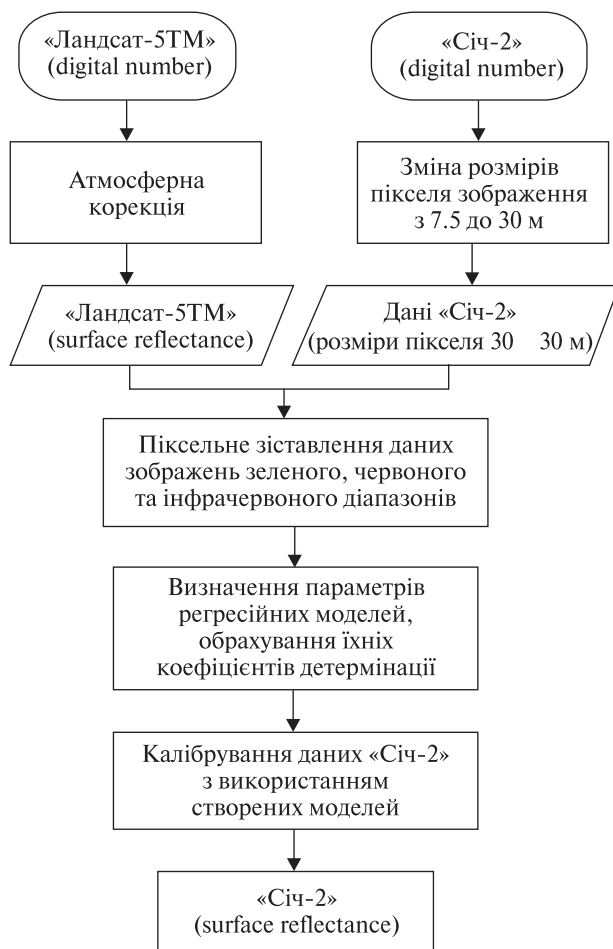 «Ландсат-5ТМ»
(digital number)
«Січ-2»
(digital number)
Атмосферна
корекція
Зміна розмірів
пікселя зображення
з 7.5 до 30 м
«Ландсат-5ТМ»
(surface reflectance)
Дані «Січ-2»
(розміри пікселя 30 30 м)
Піксельне зіставлення даних
зображень зеленого, червоного
та інфрачервоного діапазонів
Визначення параметрів
регресійних моделей,
обрахування їхніх
коефіцієнтів детермінації
Калібрування даних «Січ-2»
з використанням
створених моделей
«Січ-2»
(surface reflectance)